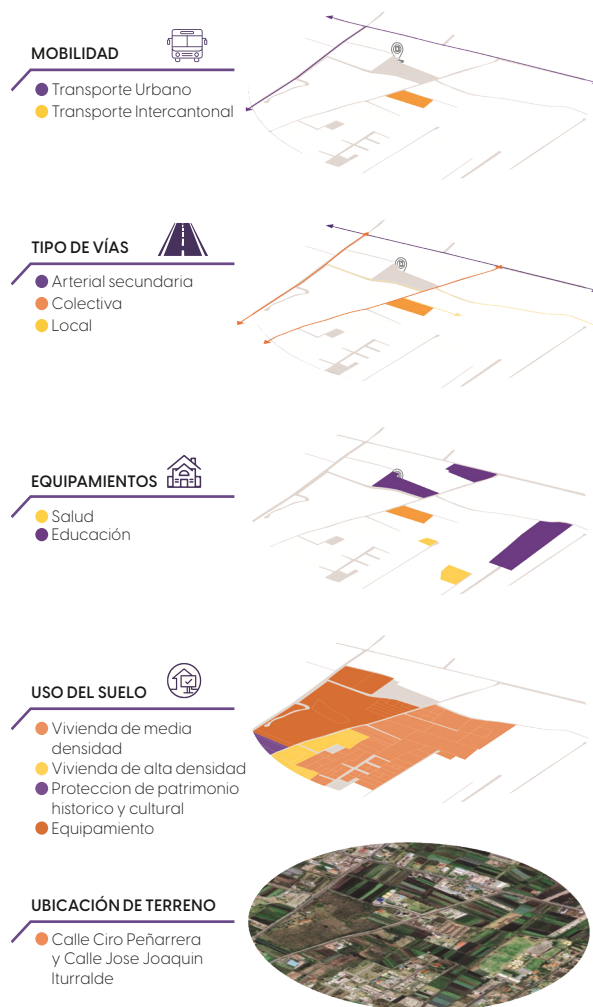 MOBILIDAD
Transporte Urbano
Transporte Intercantonal
TIPO DE VÍAS
Arterial secundaria
Colectiva
Local
EQUIPAMIENTOS
Salud
Educación
USO DEL SUELO
Vivienda de media
densidad
Vivienda de alta densidad
Proteccion de patrimonio
historico y cultural
Equipamiento
UBICACIÓN DE TERRENO
Calle Ciro Peñarrera
y Calle Jose Joaquin
Iturralde